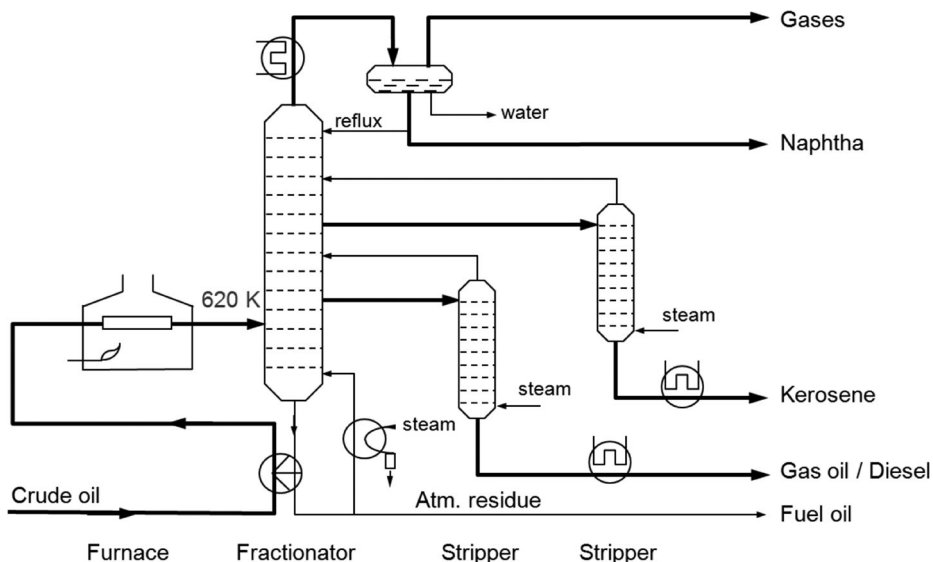 Gases
water
reflux
Naphtha
620 K
steam
steam
Kerosene
steam
Gas oil / Diesel
Crude oil
Atm. residue
Fuel oil
Furnace
Fractionator
Stripper
Stripper